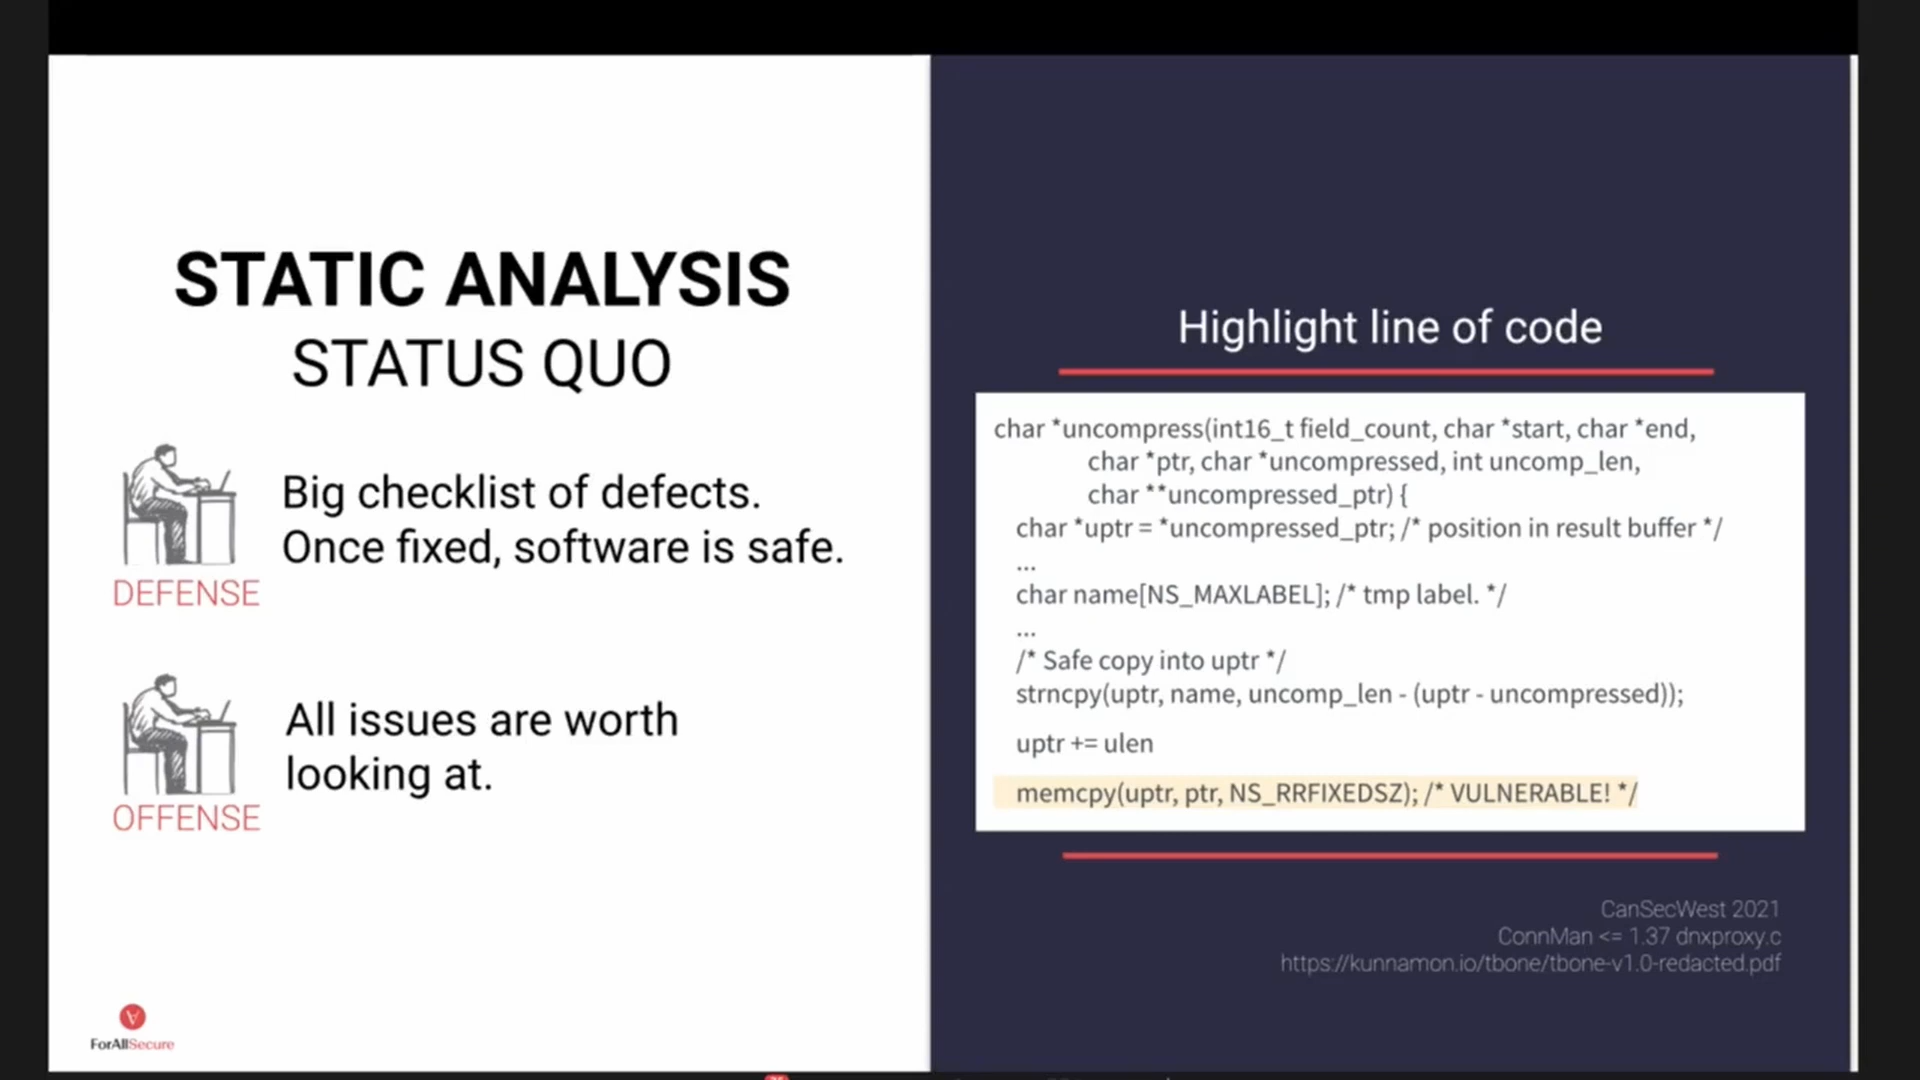 STATIC ANALYSIS
STATUS QUO
DEFENSE
Big checklist of defects.
Once fixed, software is safe.
OFFENSE
All issues are worth
looking at.
ForAllSecure
Highlight line of code
char *uncompress(int16_t field_count, char *start, char *end,
char *ptr, char *uncompressed, int uncomp_len,
char **uncompressed_ptr) {
char *uptr = *uncompressed_ptr; /* position in result buffer */
...
char name[NS_MAXLABEL]; /* tmp label. */
...
/* Safe copy into uptr */
strncpy(uptr, name, uncomp_len - (uptr - uncompressed));
uptr += ulen
memcpy(uptr, ptr, NS_RRFIXEDSZ); /* VULNERABLE! */
CanSecWest 2021
ConnMan <= 1.37 dnxproxy.c
https://kunnamon.io/tbone/tbone-v1.0-redacted.pdf